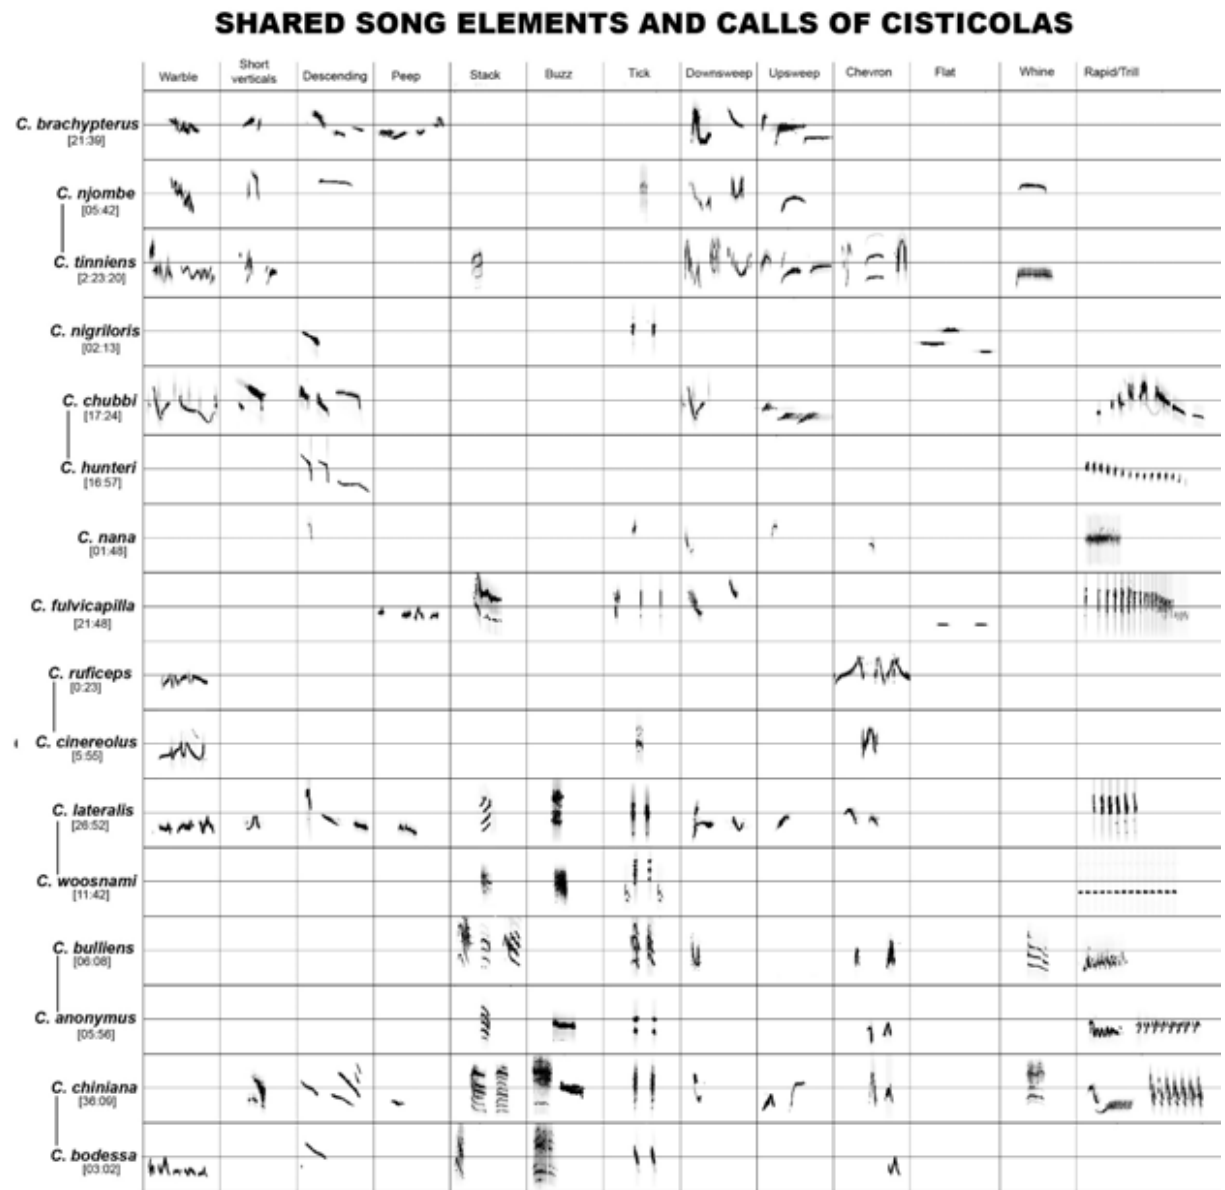 SHARED SONG ELEMENTS AND CALLS OF CISTICOLAS
Warble Short verticals Descending Peep Stack Buzz Tick Downsweep Upsweep Chevron Flat Whine Rapid/Trill
C. brachypterus
[21:39]
C. njombe
[05:42]
C. tinniens
[2:23:20]
C. nigriloris
[02:13]
C. chubbi
[17:24]
C. hunteri
[16:57]
C. nana
[01:48]
C. fulvicapilla
[21:48]
C. ruficeps
[0:23]
C. cinereolus
[5:55]
C. lateralis
[26:52]
C. woosnami
[11:42]
C. bulliens
[06:08]
C. anonymus
[05:56]
C. chiniana
[36:09]
C. bodessa
[03:02]